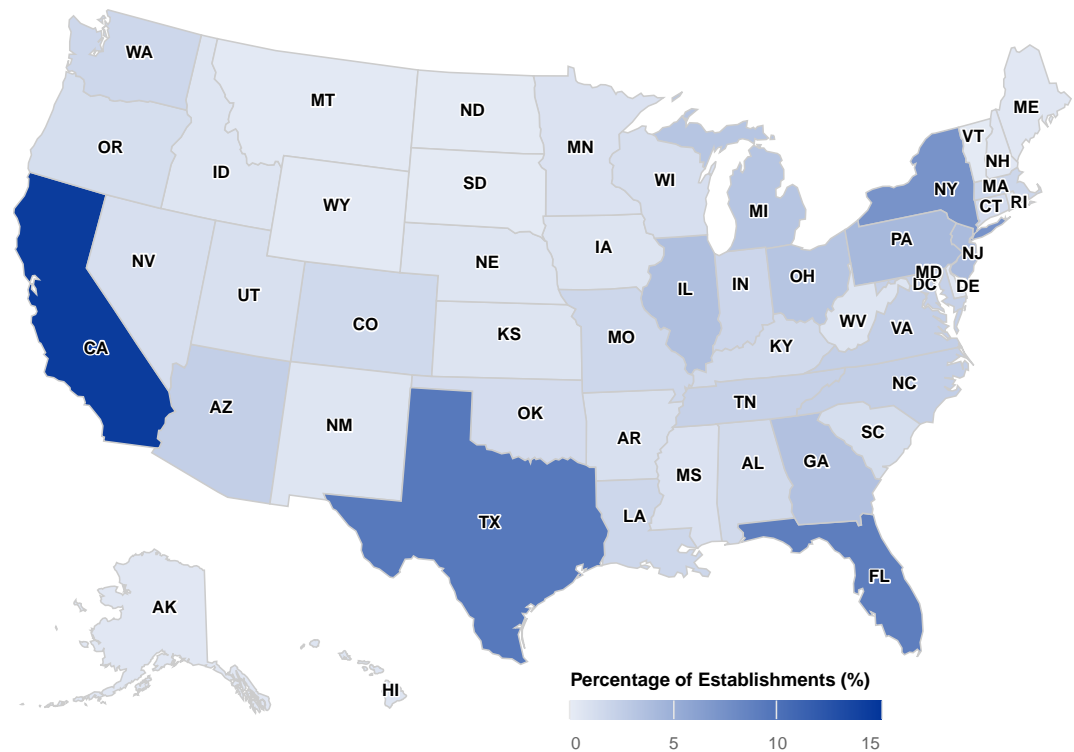 WA
MT
ND
MN
ME
VT
OR
ID
SD
WI
NH
MI
NY
MA
WY
CT
RI
IA
PA
NV
NE
NJ
UT
IL
IN
OH
MD
DC
DE
CO
KS
MO
WV
VA
CA
KY
AZ
NM
OK
TN
NC
AR
SC
MS
AL
GA
TX
LA
FL
AK
HI
Percentage of Establishments (%)
0 5 10 15